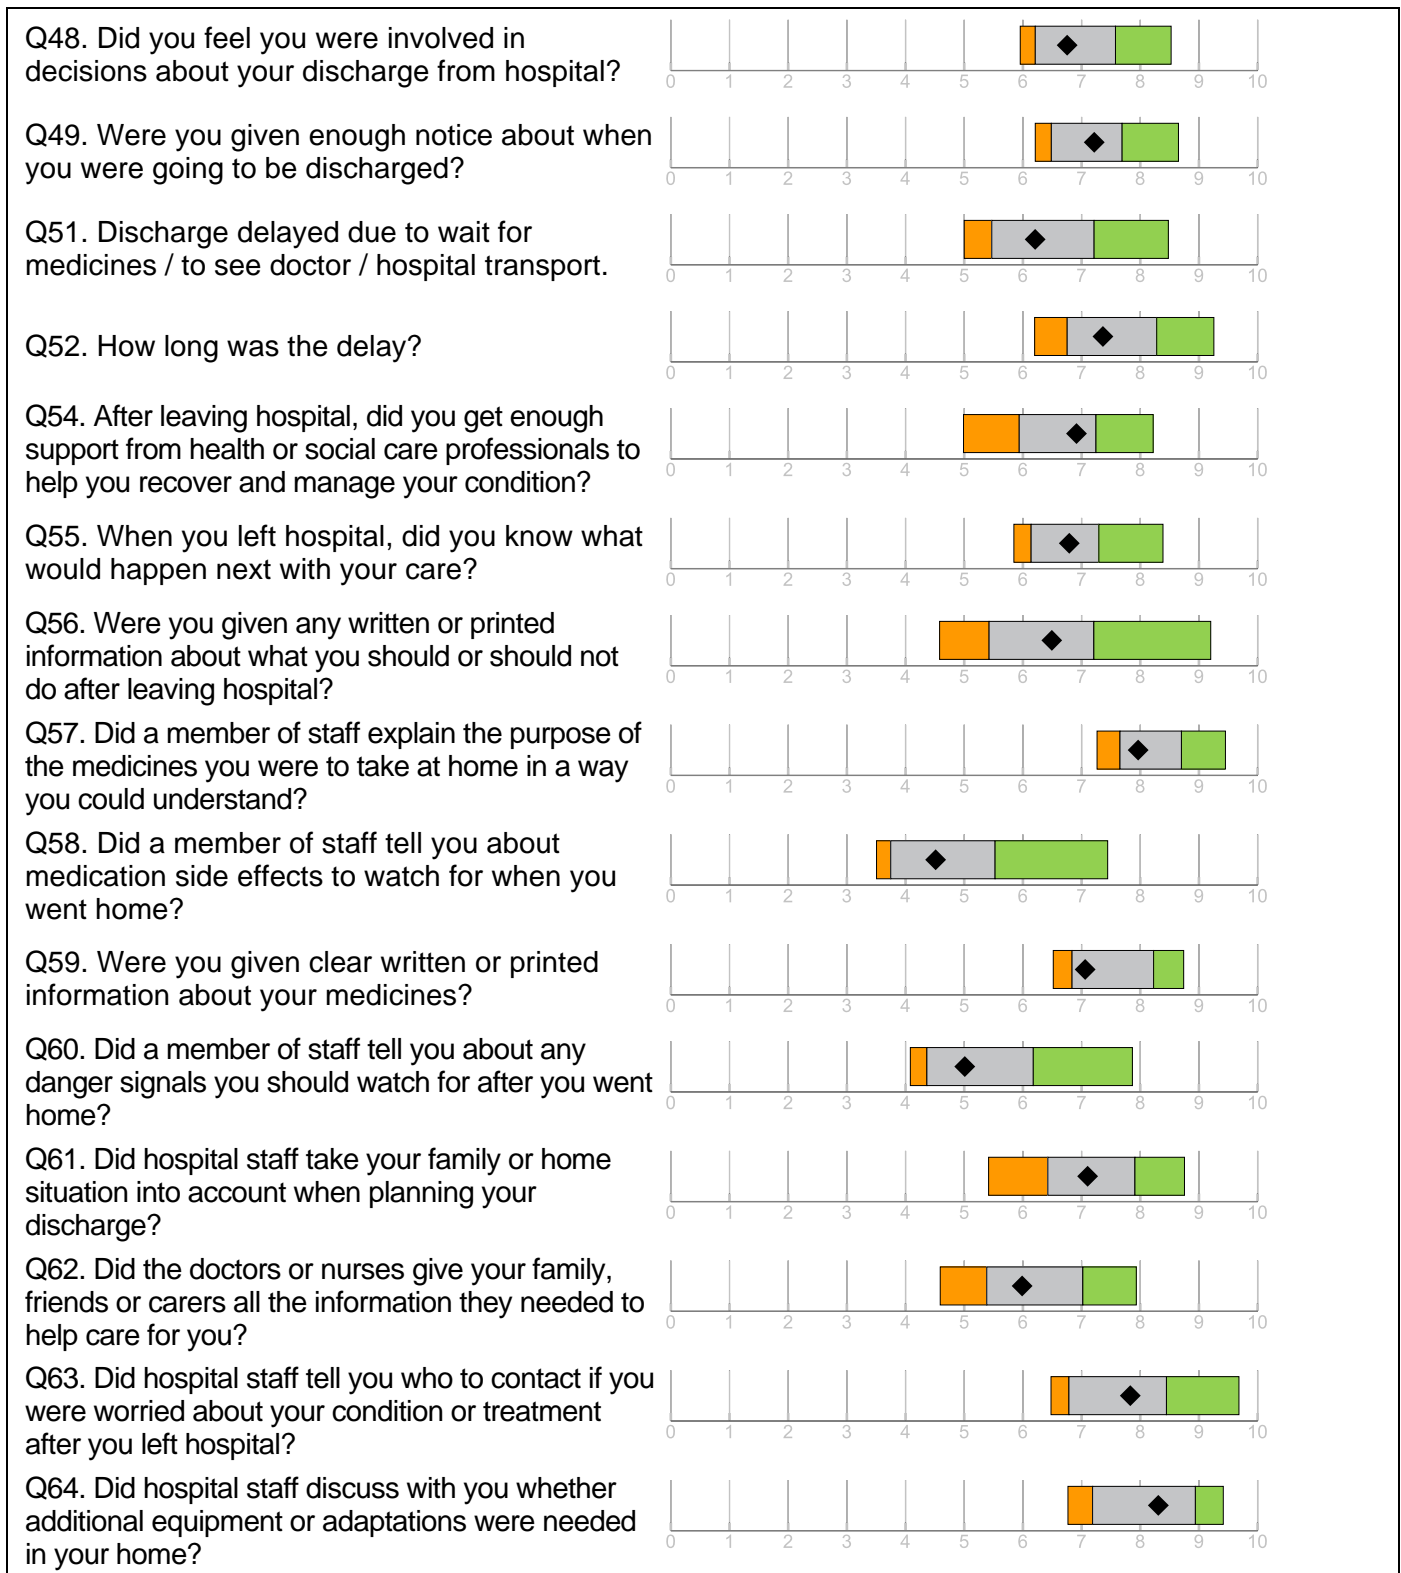 Q48. Did you feel you were involved in
decisions about your discharge from hospital?
0 1 2 3 4 5 6 7 8 9 10
Q49. Were you given enough notice about when
you were going to be discharged?
0 1 2 3 4 5 6 7 8 9 10
Q51. Discharge delayed due to wait for
medicines / to see doctor / hospital transport.
0 1 2 3 4 5 6 7 8 9 10
Q52. How long was the delay?
0 1 2 3 4 5 6 7 8 9 10
Q54. After leaving hospital, did you get enough
support from health or social care professionals to
help you recover and manage your condition?
0 1 2 3 4 5 6 7 8 9 10
Q55. When you left hospital, did you know what
would happen next with your care?
0 1 2 3 4 5 6 7 8 9 10
Q56. Were you given any written or printed
information about what you should or should not
do after leaving hospital?
0 1 2 3 4 5 6 7 8 9 10
Q57. Did a member of staff explain the purpose of
the medicines you were to take at home in a way
you could understand?
0 1 2 3 4 5 6 7 8 9 10
Q58. Did a member of staff tell you about
medication side effects to watch for when you
went home?
0 1 2 3 4 5 6 7 8 9 10
Q59. Were you given clear written or printed
information about your medicines?
0 1 2 3 4 5 6 7 8 9 10
Q60. Did a member of staff tell you about any
danger signals you should watch for after you went
home?
0 1 2 3 4 5 6 7 8 9 10
Q61. Did hospital staff take your family or home
situation into account when planning your
discharge?
0 1 2 3 4 5 6 7 8 9 10
Q62. Did the doctors or nurses give your family,
friends or carers all the information they needed to
help care for you?
0 1 2 3 4 5 6 7 8 9 10
Q63. Did hospital staff tell you who to contact if you
were worried about your condition or treatment
after you left hospital?
0 1 2 3 4 5 6 7 8 9 10
Q64. Did hospital staff discuss with you whether
additional equipment or adaptations were needed
in your home?
0 1 2 3 4 5 6 7 8 9 10